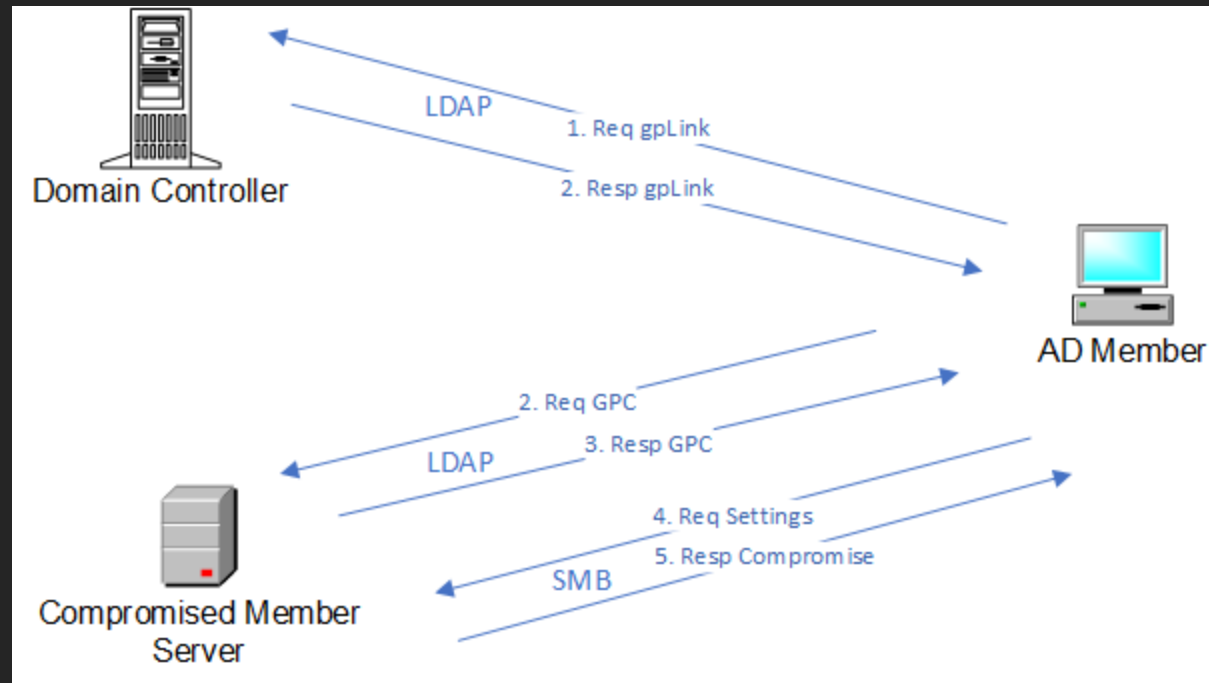 LDAP
1. Req gpLink
2. Resp gpLink
Domain Controller
AD Member
2. Req GPC
3. Resp GPC
LDAP
4. Req Settings
5. Resp Compromise
SMB
Compromised Member
Server